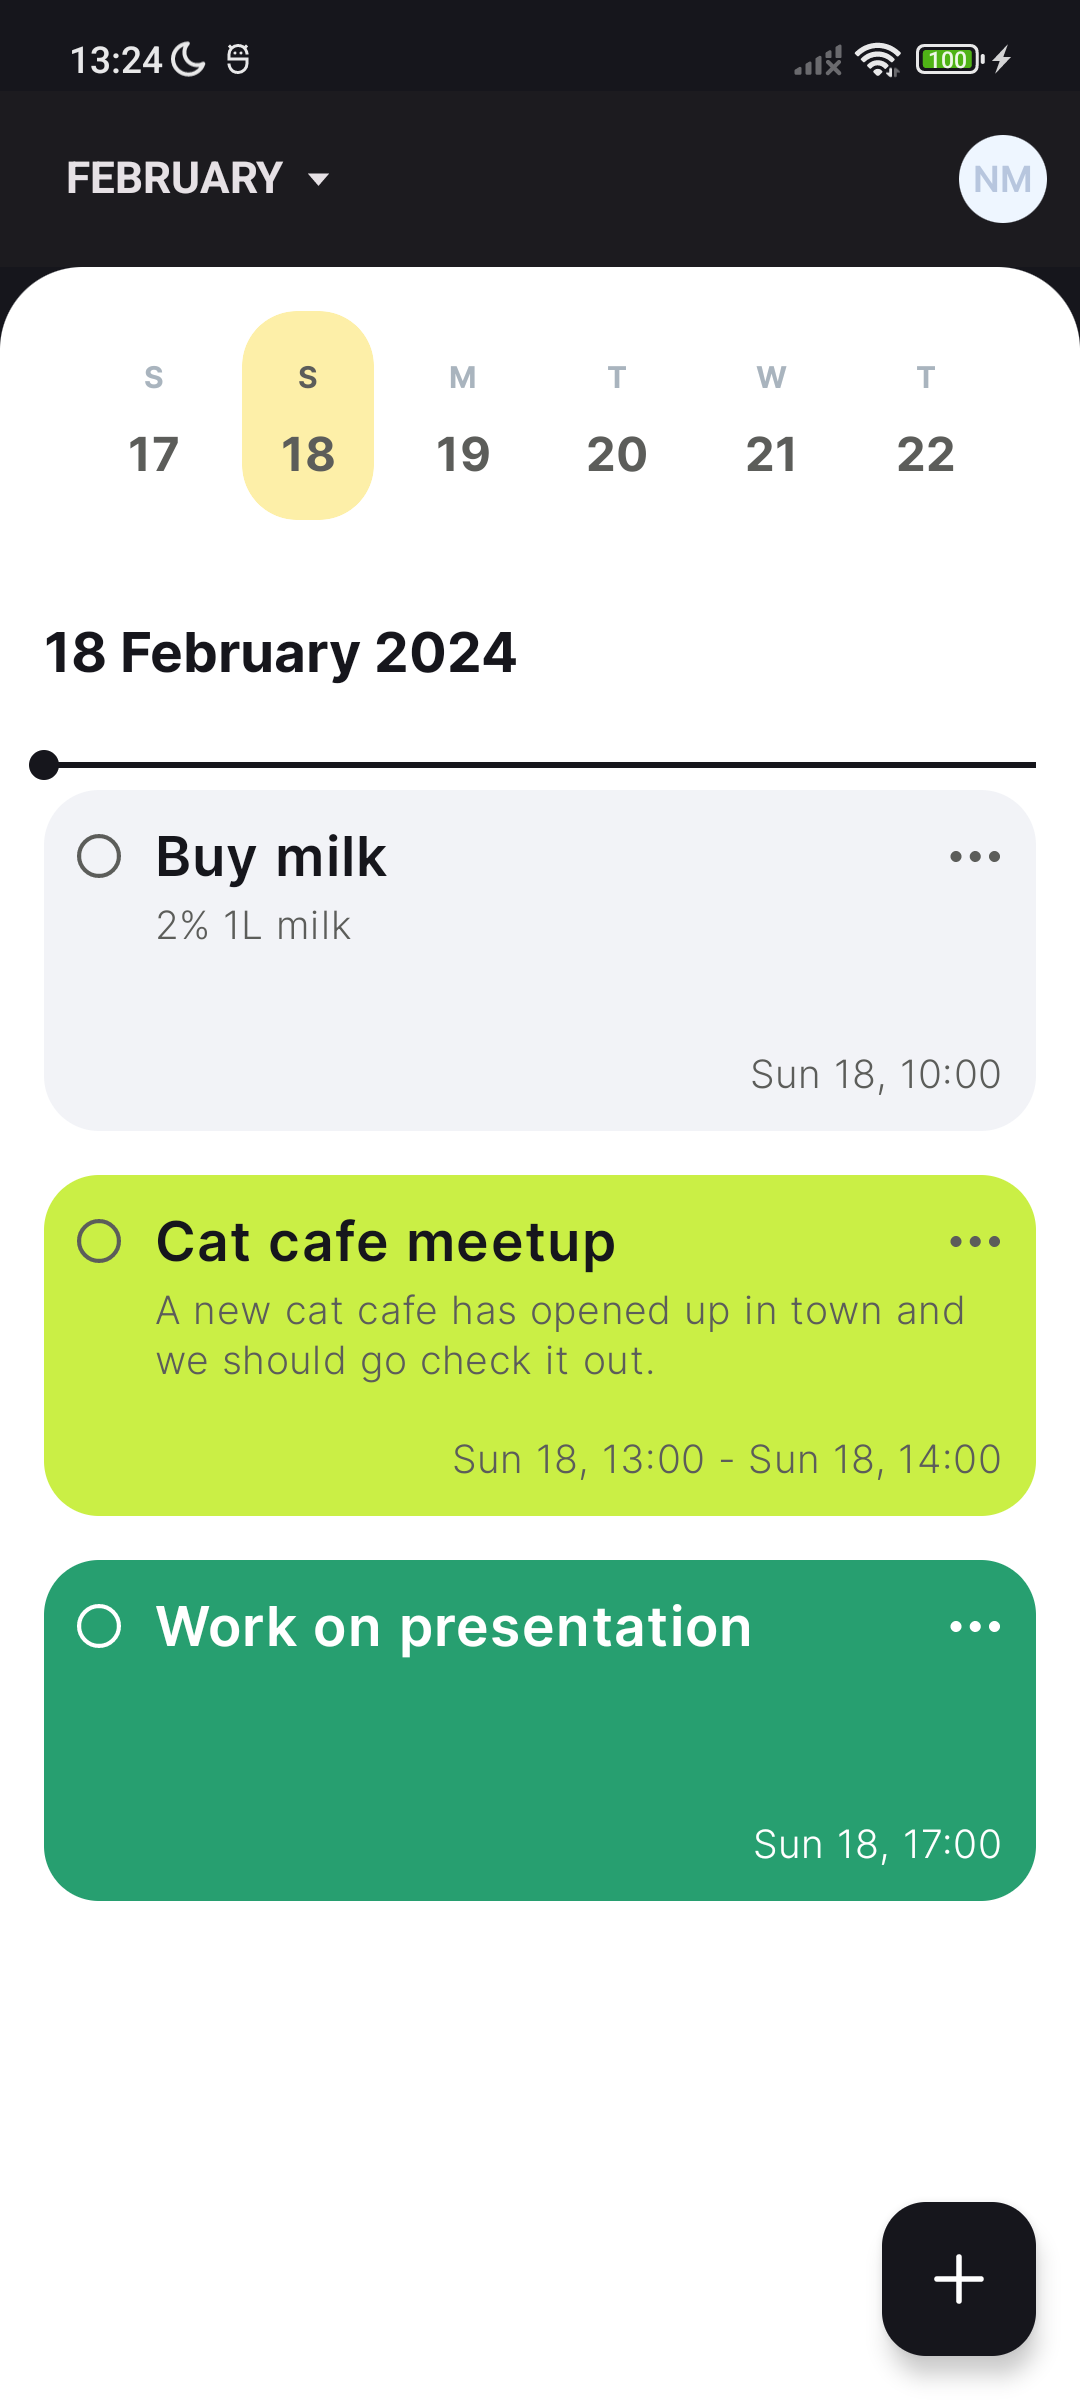 13:24
100
FEBRUARY
NM
S S M T W T
17 18 19 20 21 22
18 February 2024
Buy milk
2% 1L milk
Sun 18, 10:00
Cat cafe meetup
A new cat cafe has opened up in town and
we should go check it out.
Sun 18, 13:00 - Sun 18, 14:00
Work on presentation
Sun 18, 17:00